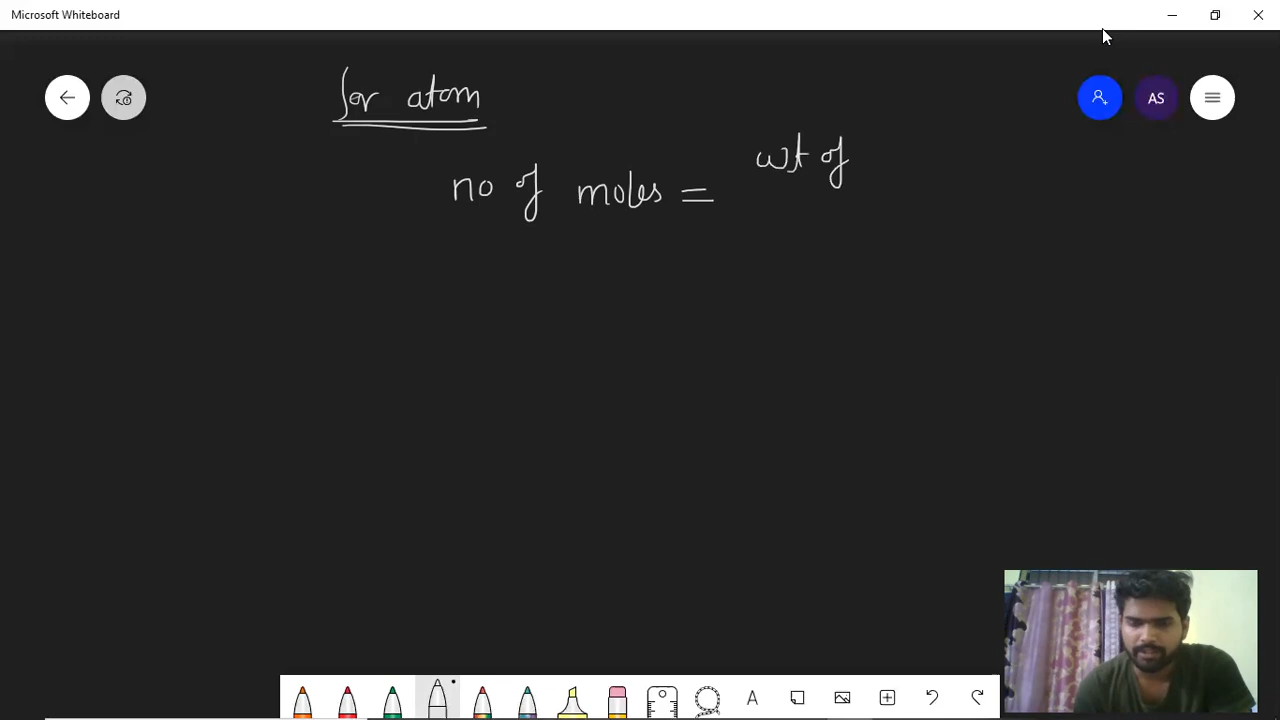 Microsoft Whiteboard
for atom
wt of
no of moles =
AS
A